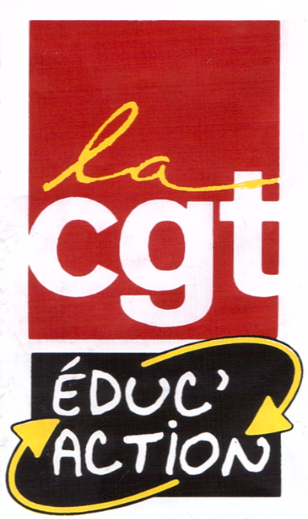 la
cgt
ÉDUC'
ACTION